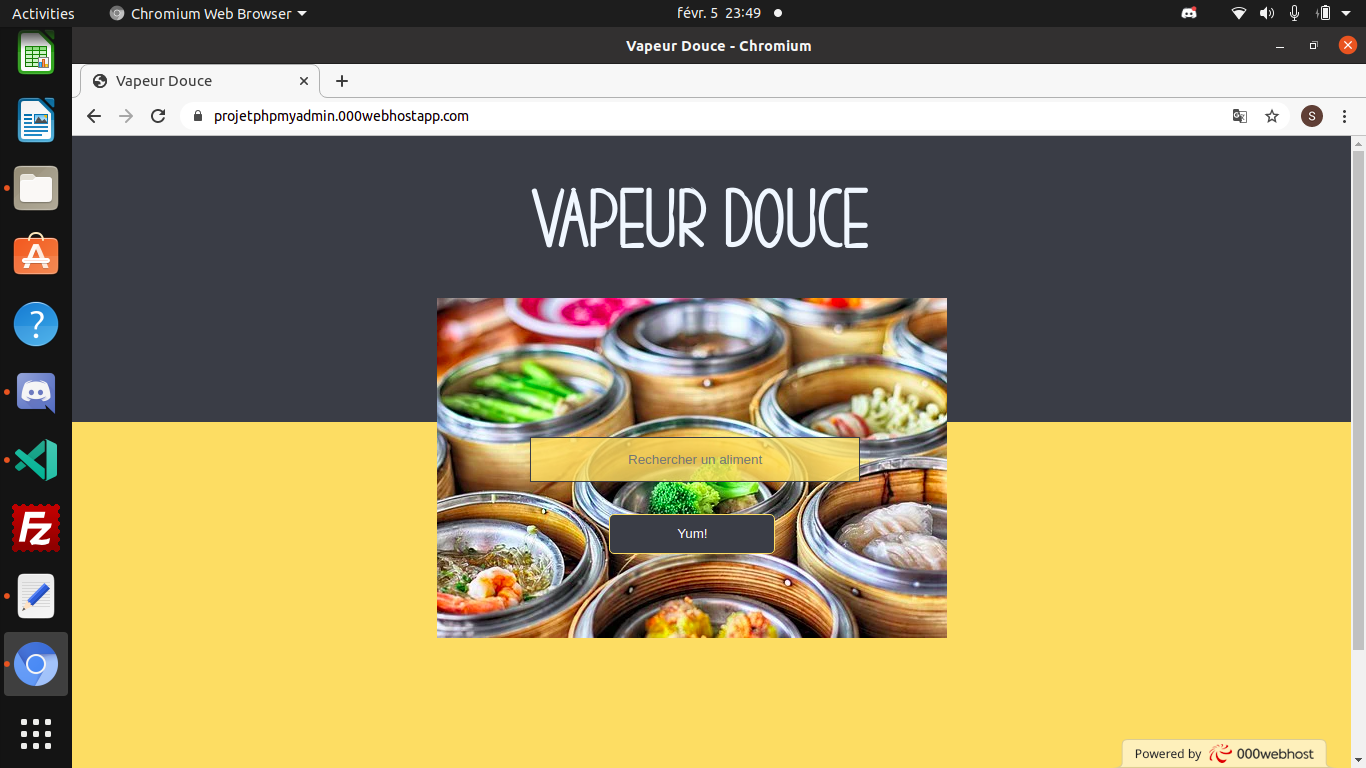 Activities
Chromium Web Browser
févr. 5 23:49
Vapeur Douce - Chromium
Vapeur Douce
projetphpmyadmin.000webhostapp.com
S
VAPEUR DOUCE
Rechercher un aliment
Yum!
Powered by 000webhost